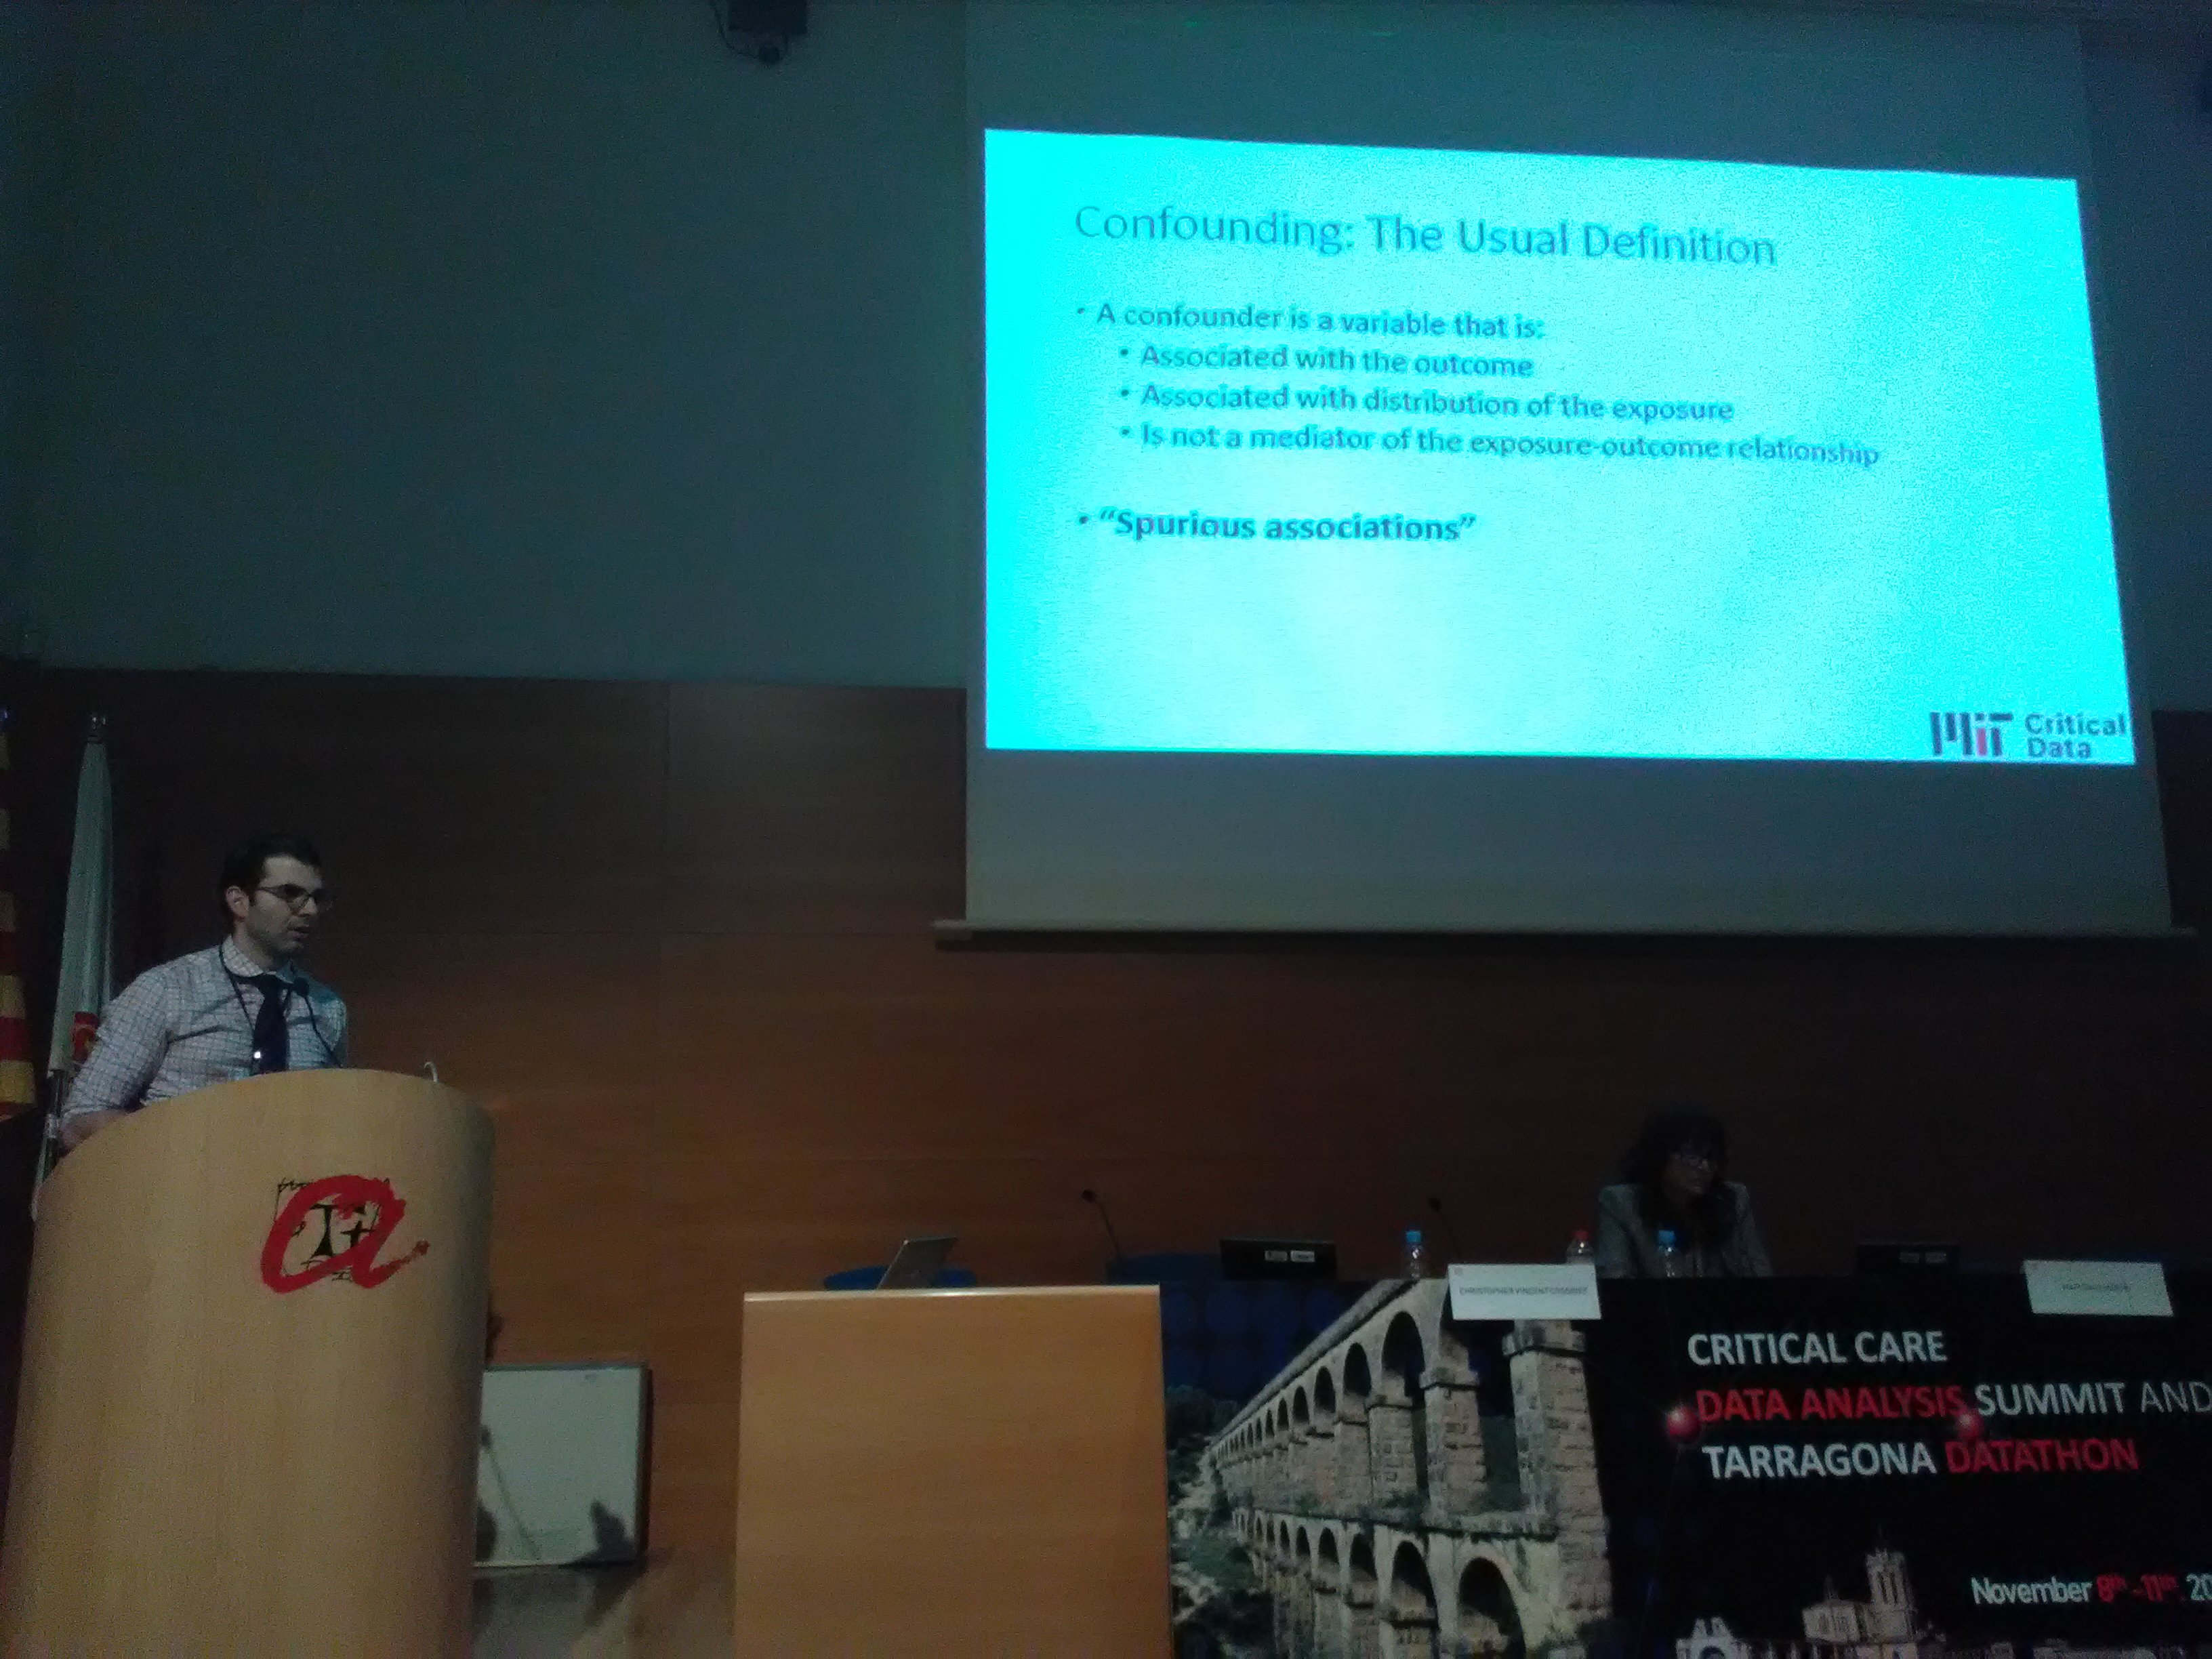 Confounding: The Usual Definition
• A confounder is a variable that is:
• Associated with the outcome
• Associated with distribution of the exposure
• Is not a mediator of the exposure-outcome relationship
• “Spurious associations”
MIT Critical
Data
CRITICAL CARE
DATA ANALYSIS SUMMIT AND
TARRAGONA DATATHON
November 8th -11th, 20